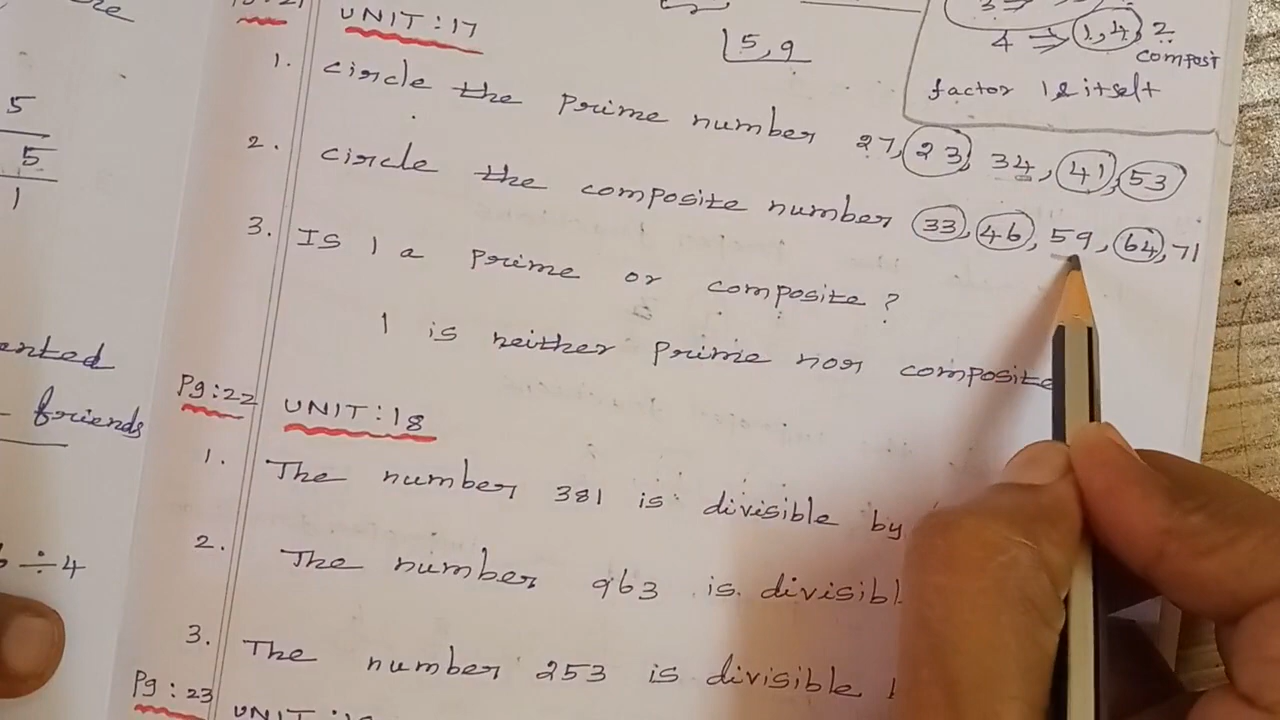 UNIT:17
5, 9
4 ⇒ 1, 4, 2
compost
factor 1 & itself
1. circle the Prime number 27, 23, 34, 41, 53
2. circle the composite number 33, 46, 59, 64, 71
3. Is 1 a prime or composite?
1 is neither prime nor composite
Pg:22 UNIT:18
1. The number 381 is divisible by
2. The number 963 is divisibl
3. The number 253 is divisible
Pg:23
5
5
1
ented
friends
÷4